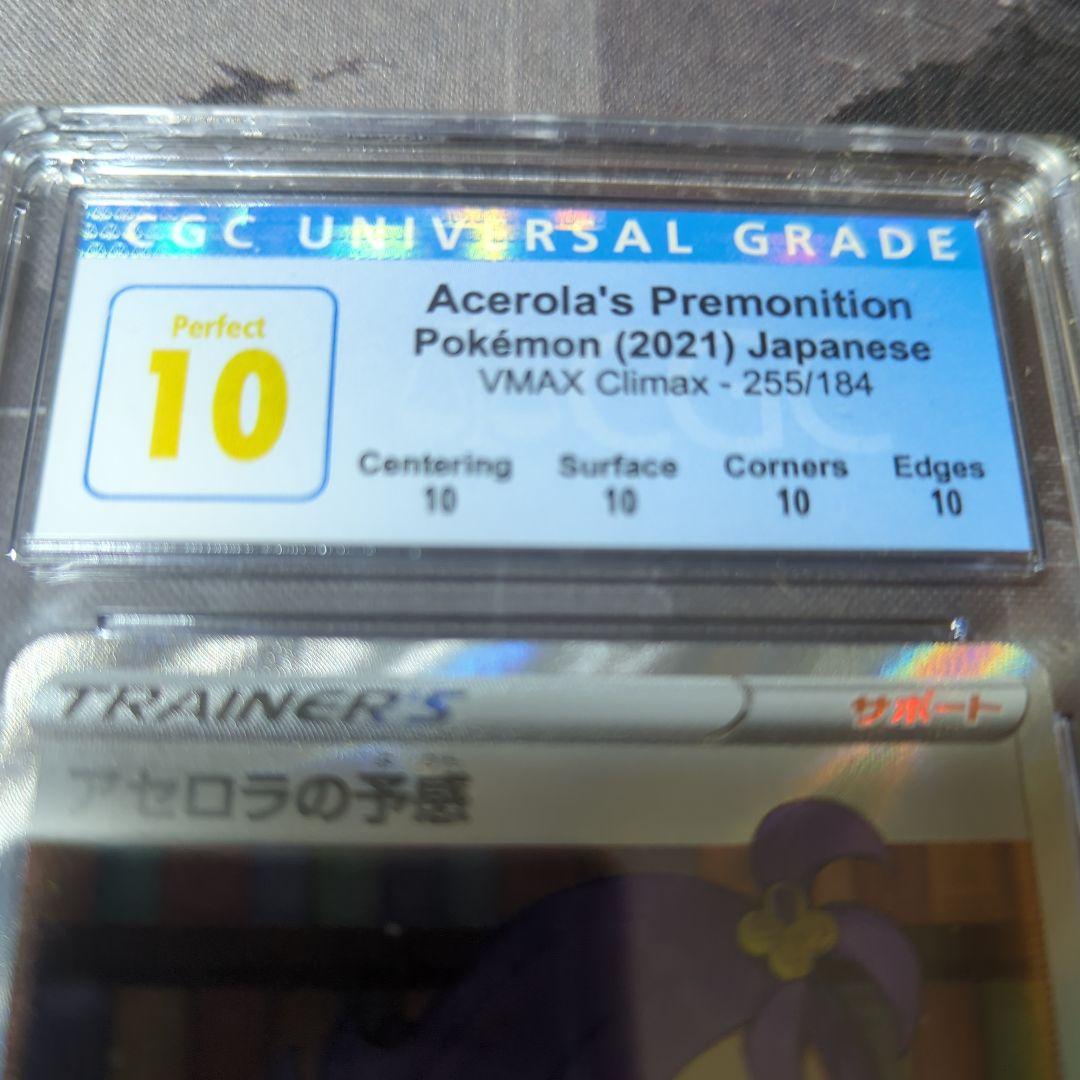 CGC UNIVERSAL GRADE
Perfect
10
Acerola's Premonition
Pokémon (2021) Japanese
VMAX Climax - 255/184
Centering Surface Corners Edges
10 10 10 10
CGC
TRAINER'S サポート
アセロラの予感